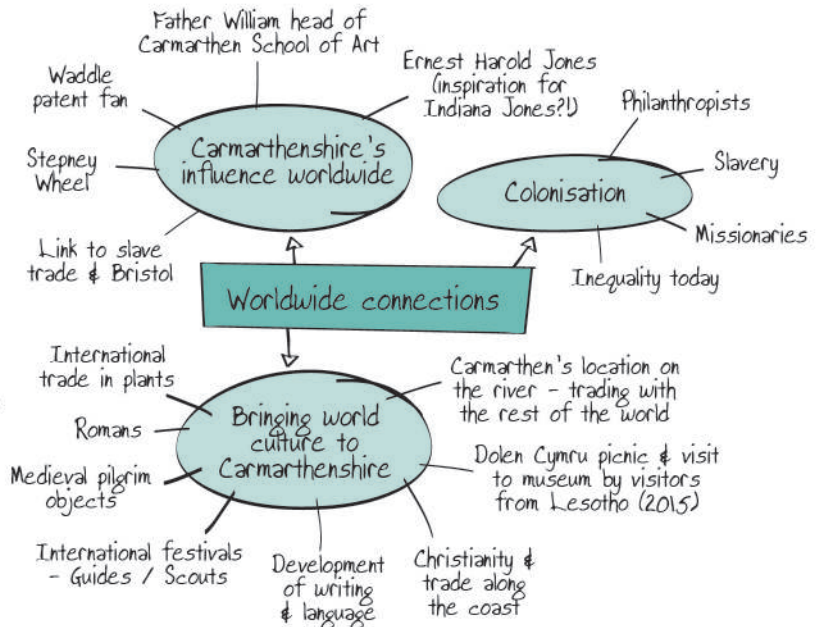 Father William head of
Carmarthen School of Art
Ernest Harold Jones
(inspiration for
Indiana Jones?!)
Waddle
patent fan
Stepney
Wheel
Link to slave
trade & Bristol
Carmarthenshire's
influence worldwide
Philanthropists
Slavery
Missionaries
Inequality today
Colonisation
Worldwide connections
International
trade in plants
Romans
Medieval pilgrim
objects
International festivals
- Guides / Scouts
Bringing world
culture to
Carmarthenshire
Development
of writing
& language
Christianity &
trade along
the coast
Carmarthen's location on
the river - trading with
the rest of the world
Dolen Cymru picnic & visit
to museum by visitors
from Lesotho (2015)